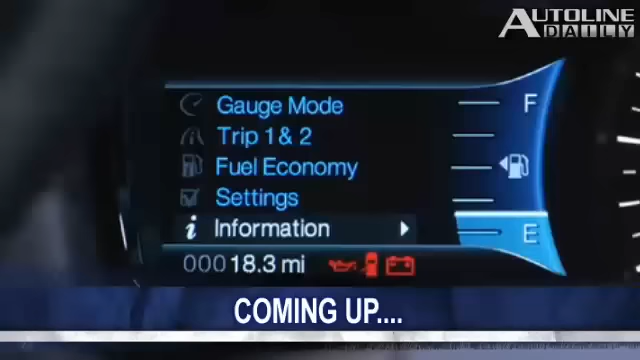 AUTOLINE
DAILY
Gauge Mode
F
Trip 1 & 2
Fuel Economy
Settings
i Information
E
00018.3 mi
COMING UP....